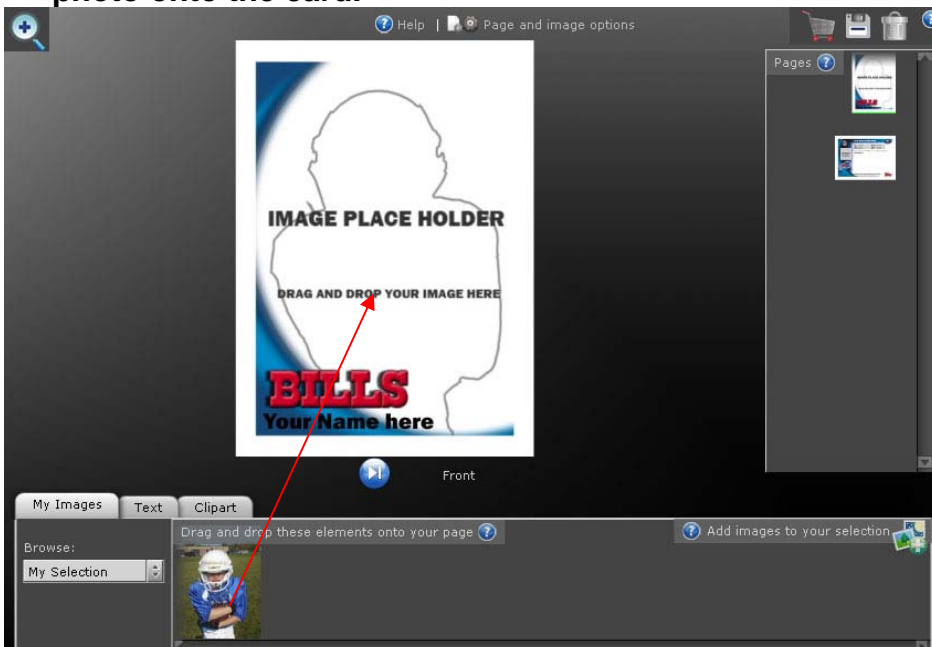 photo onto the card.
Help | Page and image options
Pages
IMAGE PLACE HOLDER
DRAG AND DROP YOUR IMAGE HERE
BILLS
Your Name here
Front
My Images Text Clipart
Drag and drop these elements onto your page
Add images to your selection
Browse:
My Selection